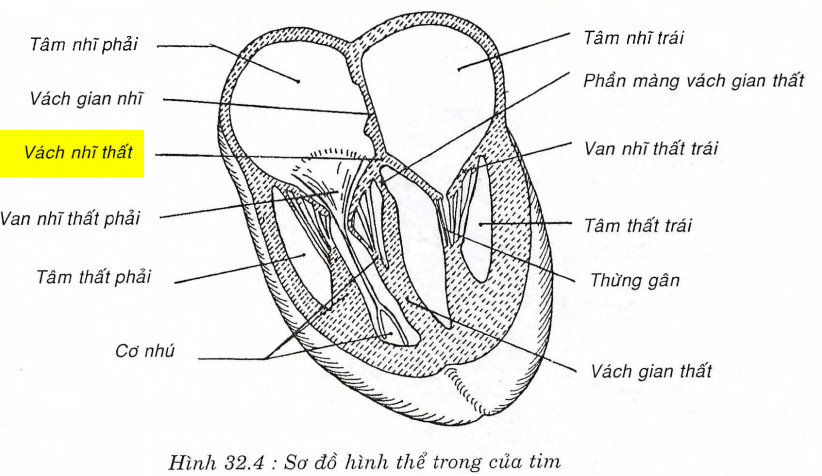 Tâm nhĩ phải
Vách gian nhĩ
Vách nhĩ thất
Van nhĩ thất phải
Tâm thất phải
Cơ nhú
Tâm nhĩ trái
Phần màng vách gian thất
Van nhĩ thất trái
Tâm thất trái
Thừng gân
Vách gian thất
Hình 32.4 : Sơ đồ hình thể trong của tim